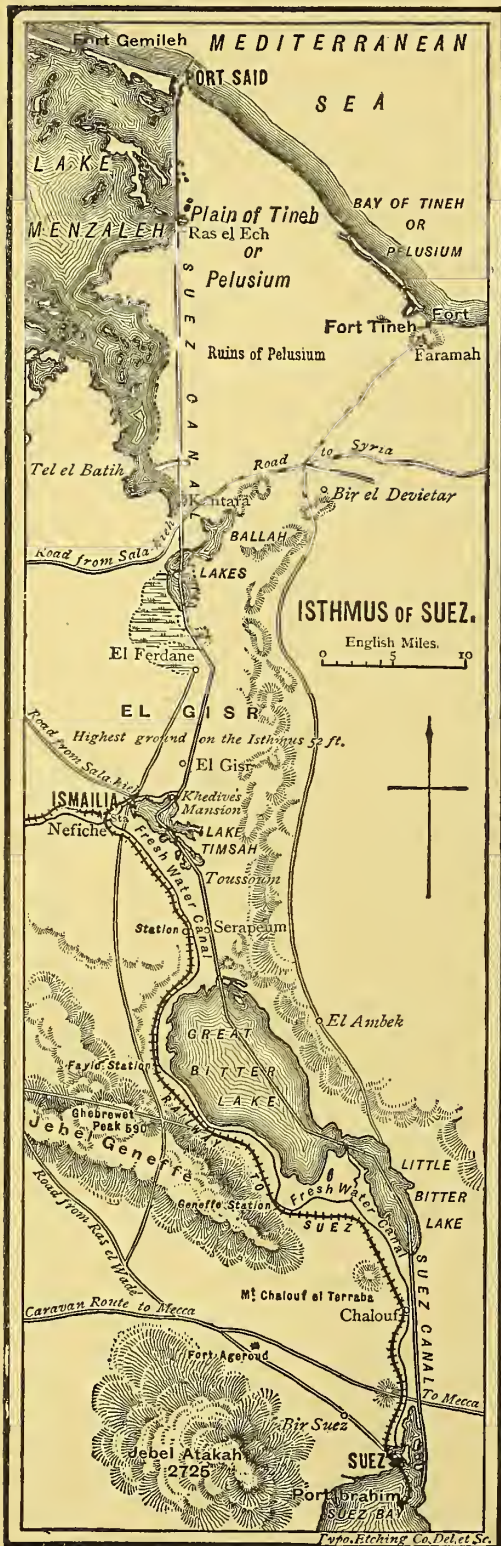 Fort Gemileh
MEDITERRANEAN
PORT SAID
SEA
LAKE
MENZALEH
BAY OF TINEH
OR
PELUSIUM
Plain of Tineh
Ras el Ech
or
Pelusium
SUEZ CANAL
Fort
Fort Tineh
Faramah
Ruins of Pelusium
Road to Syria
Tel el Batih
Kantara
Bir el Devietar
Road from Salahieh
BALLAH
LAKES
ISTHMUS OF SUEZ.
English Miles.
0 5 10
El Ferdane
EL GISR
Highest ground on the Isthmus 52 ft.
Road from Salahieh
El Gisr
ISMAILIA
Khedive's
Mansion
Nefiche
LAKE
TIMSAH
Toussoum
Fresh Water Canal
Station
Serapeum
GREAT
BITTER
LAKE
El Ambek
Fayid Station
Ghebrewet
Peak 590
Jebel Geneffe
RAILWAY TO SUEZ
LITTLE
BITTER
LAKE
Geneffe Station
Fresh Water Canal
Road from Ras el Wady
SUEZ CANAL
Mt. Chalouf el Terraba
Chalouf
Caravan Route to Mecca
Fort Ageroud
To Mecca
Bir Suez
Jebel Atakah
2725
SUEZ
Port Ibrahim
SUEZ BAY
Typo. Etching Co. Del. et Sc.